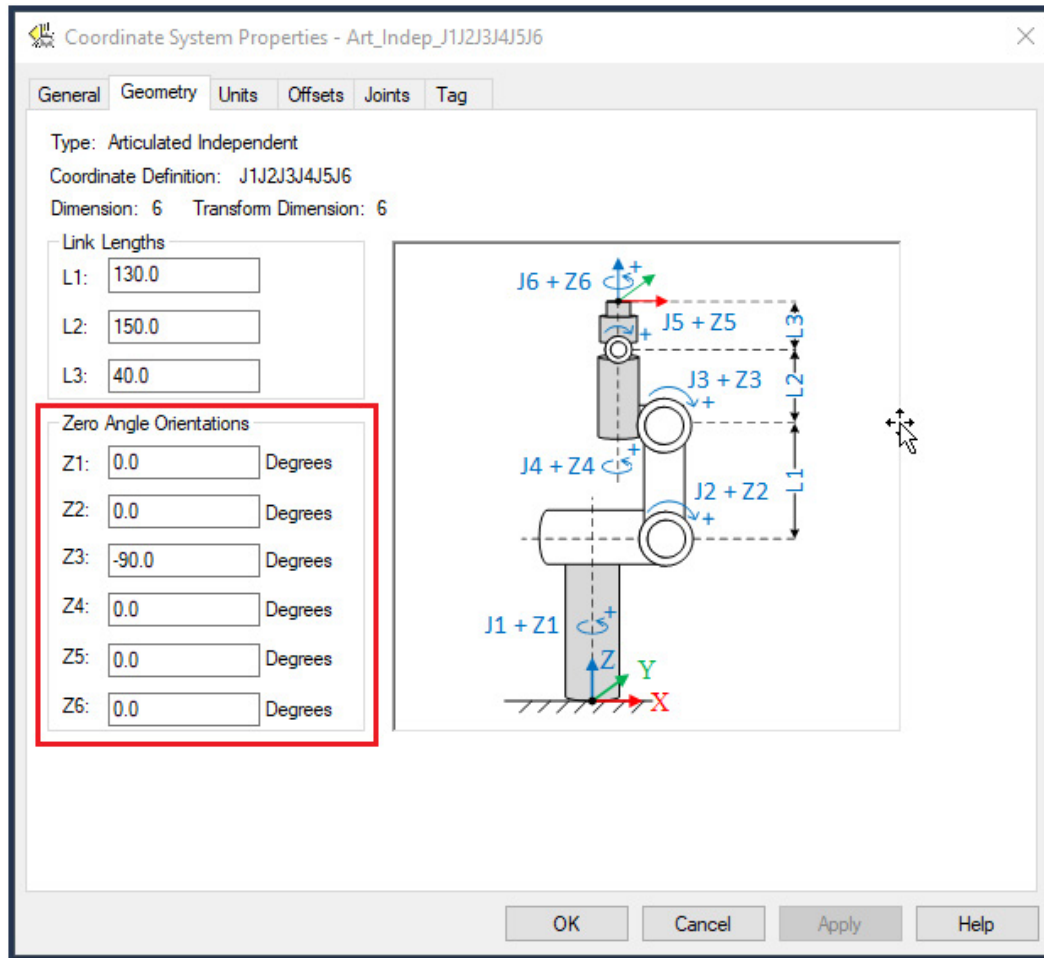 Coordinate System Properties - Art_Indep_J1J2J3J4J5J6
General Geometry Units Offsets Joints Tag
Type: Articulated Independent
Coordinate Definition: J1J2J3J4J5J6
Dimension: 6 Transform Dimension: 6
Link Lengths
L1: 130.0
L2: 150.0
L3: 40.0
Zero Angle Orientations
Z1: 0.0 Degrees
Z2: 0.0 Degrees
Z3: -90.0 Degrees
Z4: 0.0 Degrees
Z5: 0.0 Degrees
Z6: 0.0 Degrees
J6 + Z6 +
J5 + Z5 +
L3
J3 + Z3 +
L2
J4 + Z4 +
J2 + Z2 +
L1
J1 + Z1 +
Z
Y
X
OK Cancel Apply Help